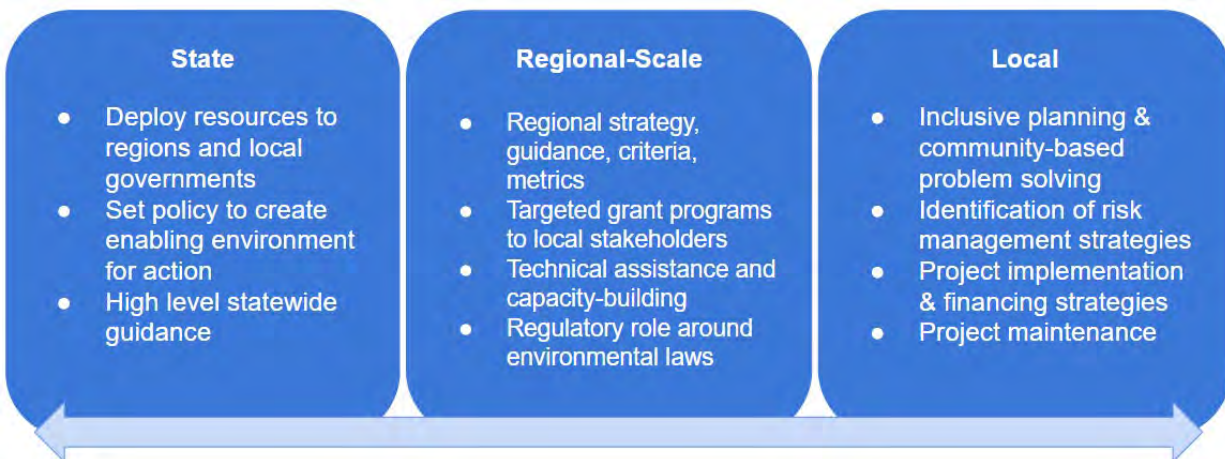 State
● Deploy resources to
regions and local
governments
● Set policy to create
enabling environment
for action
● High level statewide
guidance
Regional-Scale
● Regional strategy,
guidance, criteria,
metrics
● Targeted grant programs
to local stakeholders
● Technical assistance and
capacity-building
● Regulatory role around
environmental laws
Local
● Inclusive planning &
community-based
problem solving
● Identification of risk
management strategies
● Project implementation
& financing strategies
● Project maintenance